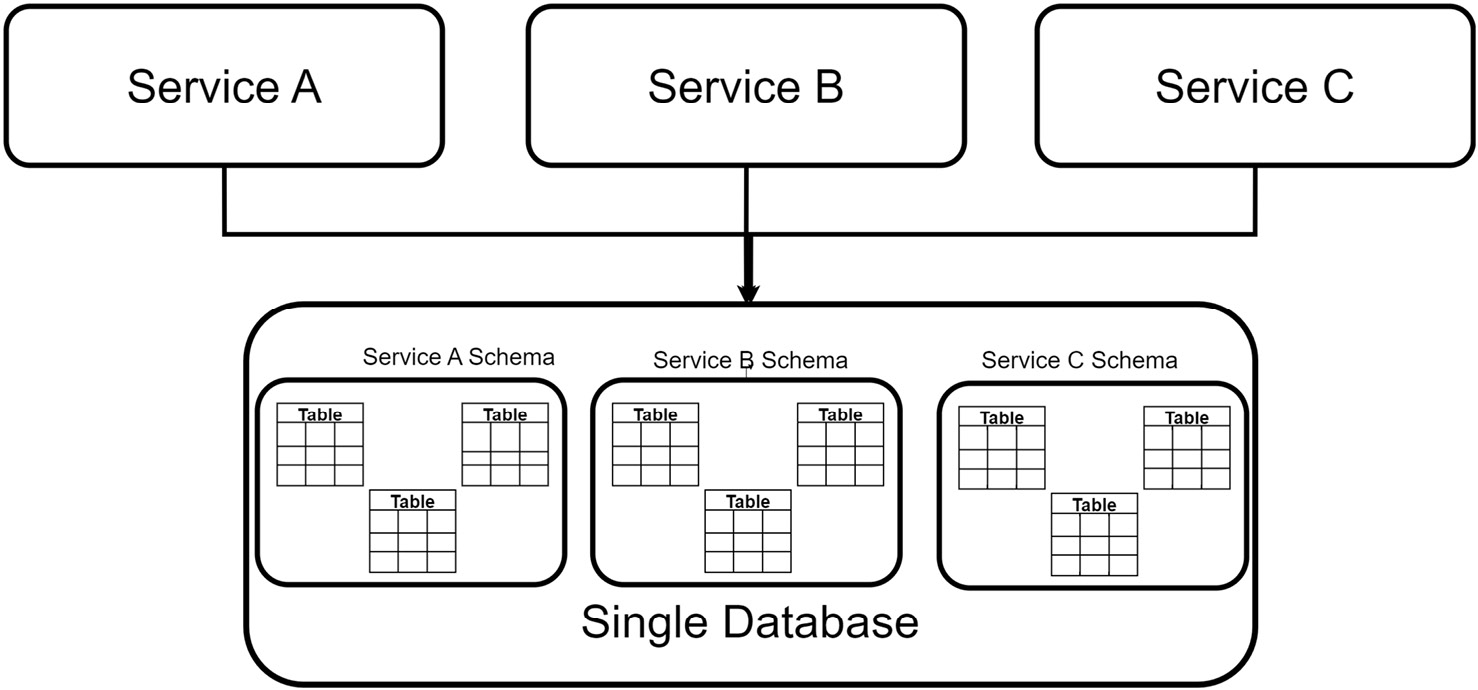 Service A
Service B
Service C
Service A Schema
Service B Schema
Service C Schema
Table
Table
Table
Table
Table
Table
Table
Table
Table
Single Database